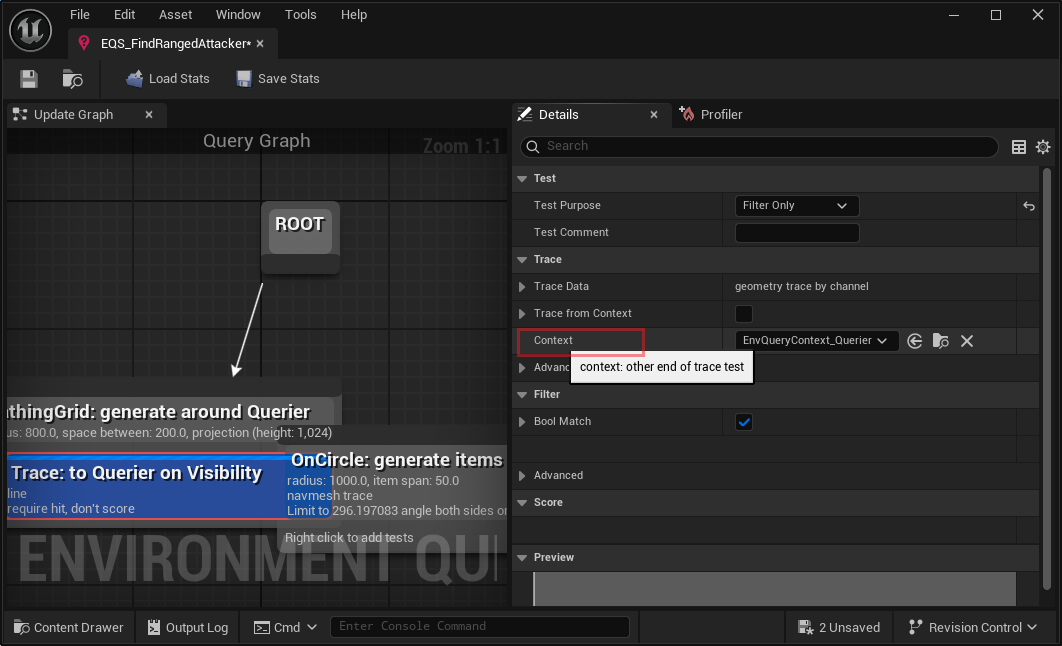 File Edit Asset Window Tools Help
EQS_FindRangedAttacker*
Load Stats Save Stats
Update Graph
Query Graph
Zoom 1:1
ROOT
thingGrid: generate around Querier
us: 800.0, space between: 200.0, projection (height: 1,024)
Trace: to Querier on Visibility
line
require hit, don't score
OnCircle: generate items
radius: 1000.0, item span: 50.0
navmesh trace
Limit to 296.197083 angle both sides on
Right click to add tests
ENVIRONMENT QU
Details Profiler
Search
Test
Test Purpose Filter Only
Test Comment
Trace
Trace Data geometry trace by channel
Trace from Context
Context EnvQueryContext_Querier
context: other end of trace test
Advanc
Filter
Bool Match
Advanced
Score
Preview
Content Drawer Output Log Cmd Enter Console Command 2 Unsaved Revision Control